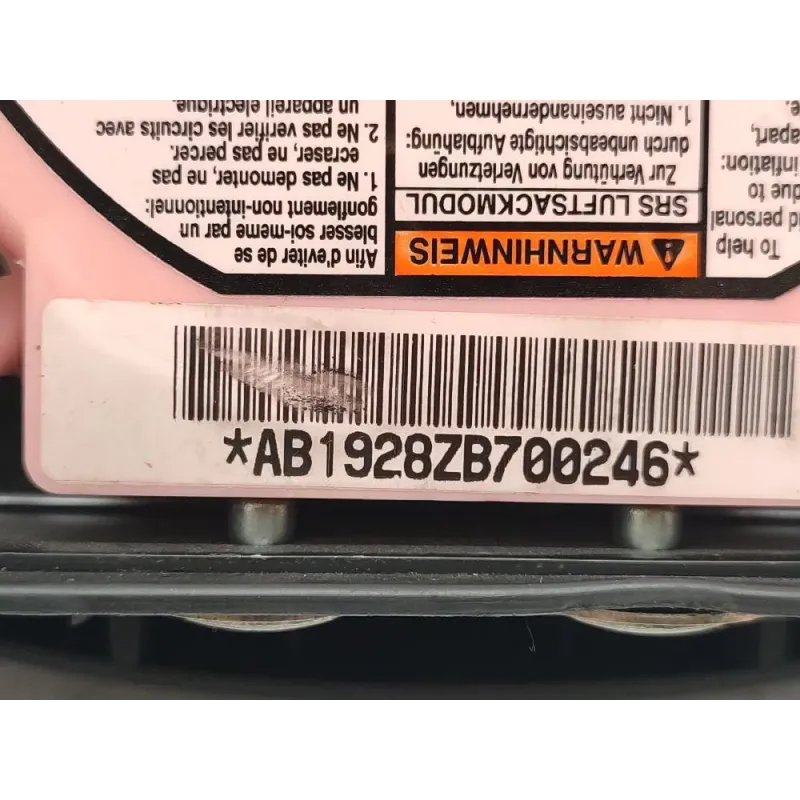 *AB1928ZB700246*
⚠ WARNHINWEIS
SRS LUFTSACKMODUL
Zur Verhütung von Verletzungen
durch unbeabsichtigte Aufblahüng:
1. Nicht auseinandernehmen,
Afin d'eviter de se
blesser soi-meme par un
gonflement non-intentionnel:
1. Ne pas demonter, ne pas
ecraser, ne pas percer.
2. Ne pas verifier les circuits avec
un appareil electrique.
To help
personal
due to
inflation:
apart,